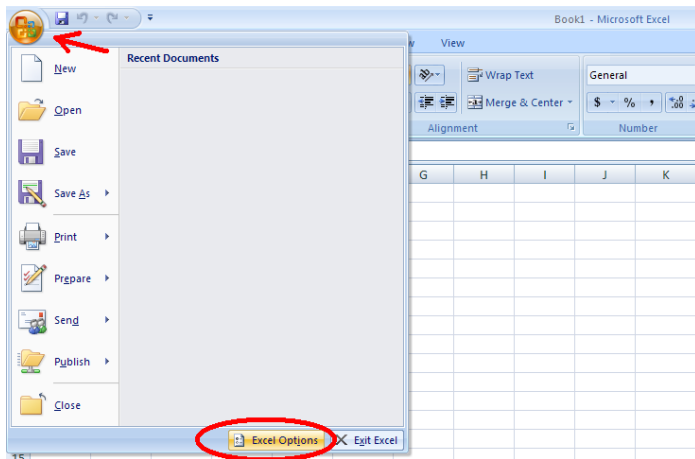 Book1 - Microsoft Excel
View
Recent Documents
New
Open
Save
Save As
Print
Prepare
Send
Publish
Close
Excel Options
Exit Excel
Wrap Text
Merge & Center
Alignment
General
$ % , .00
Number
G H I J K
15